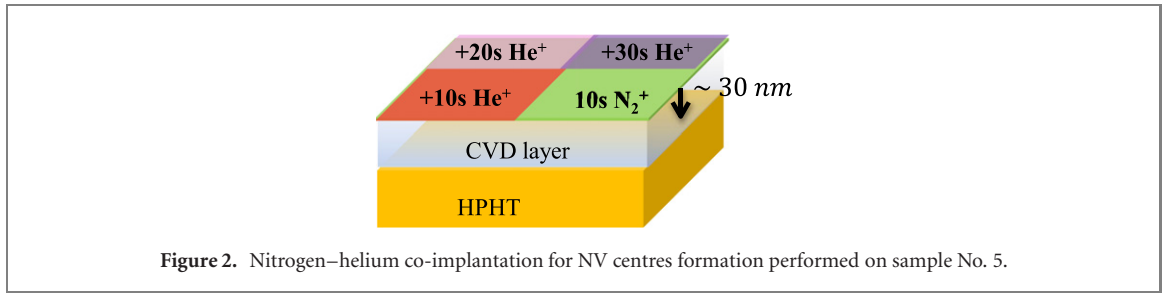 +20s He⁺ +30s He⁺
+10s He⁺ 10s N₂⁺ ~ 30 nm
CVD layer
HPHT
Figure 2. Nitrogen–helium co-implantation for NV centres formation performed on sample No. 5.